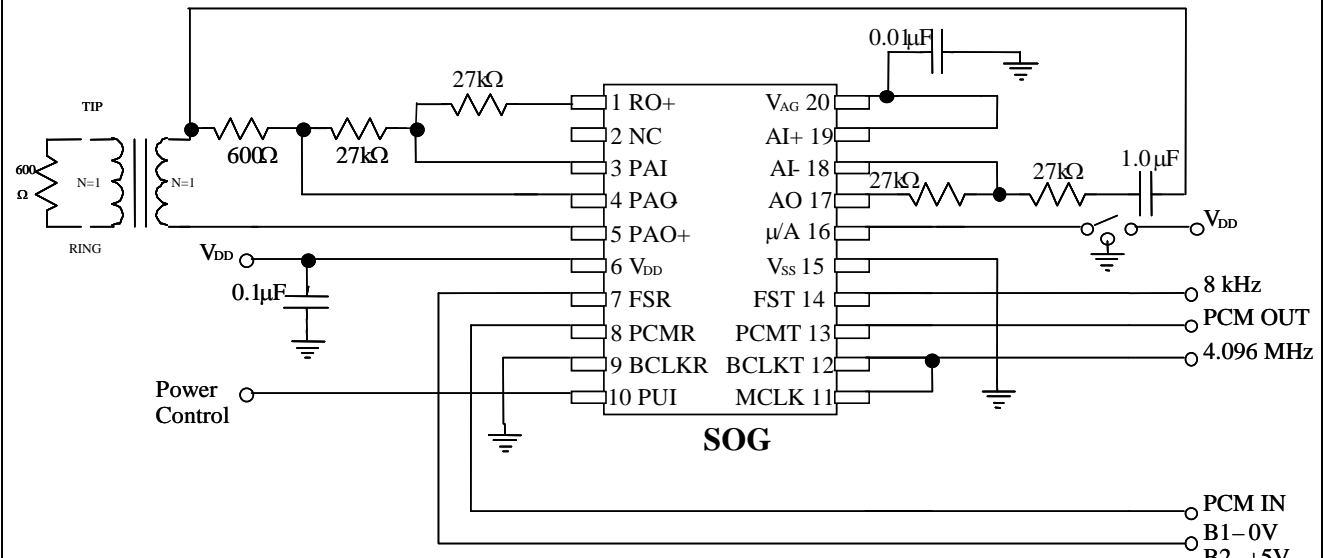 0.01µF
27kΩ
TIP
1 RO+
VAG 20
2 NC
AI+ 19
600Ω
27kΩ
3 PAI
AI- 18
27kΩ
27kΩ
1.0 µF
600
Ω
N=1
N=1
4 PAO-
AO 17
5 PAO+
µ/A 16
VDD
RING
VDD
6 VDD
VSS 15
0.1µF
7 FSR
FST 14
8 kHz
8 PCMR
PCMT 13
PCM OUT
9 BCLKR
BCLKT 12
4.096 MHz
Power
Control
10 PUI
MCLK 11
SOG
PCM IN
B1–0V